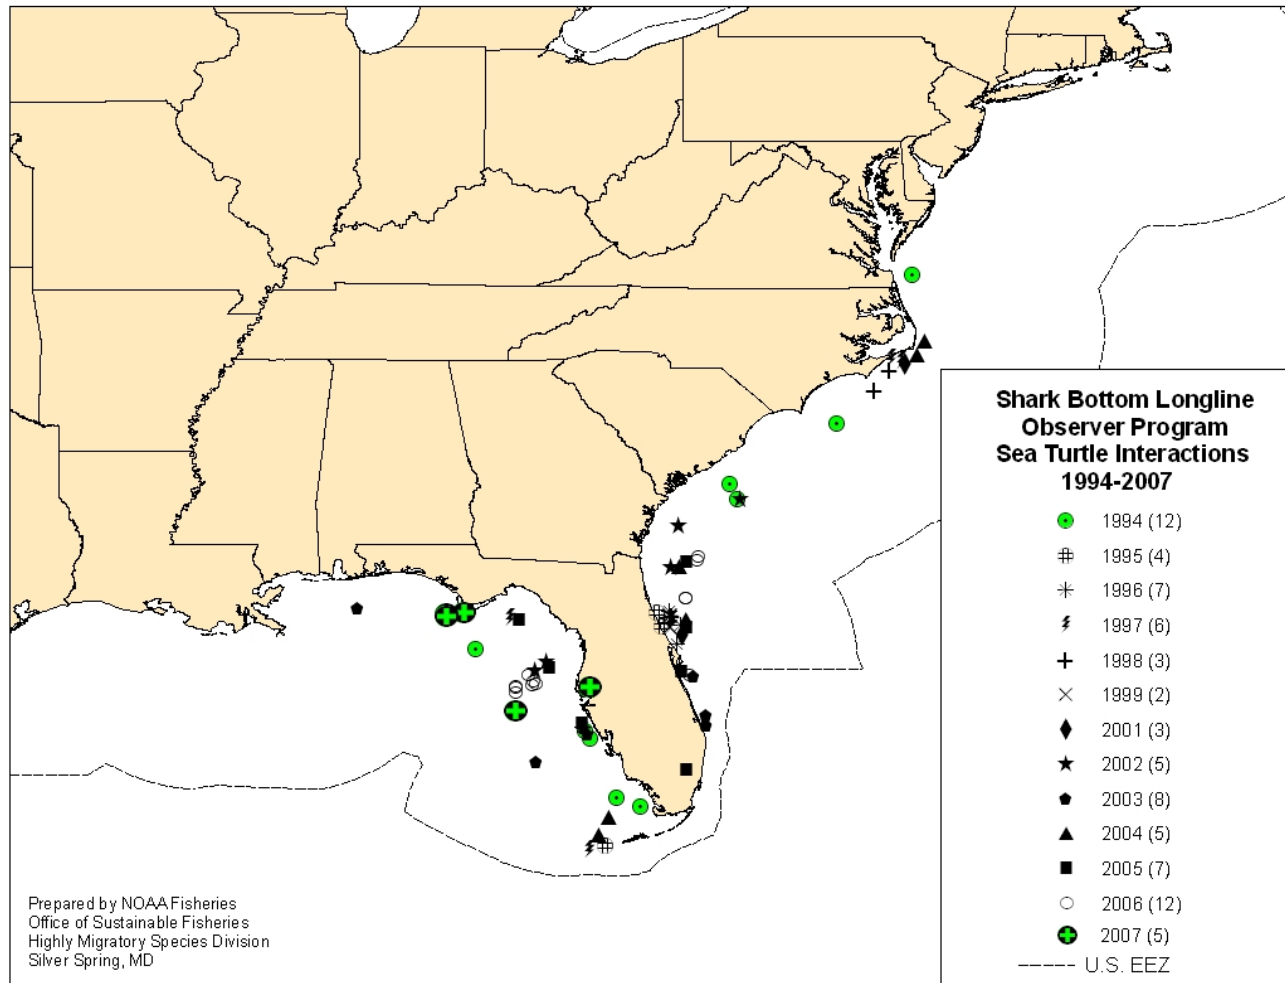 Shark Bottom Longline
Observer Program
Sea Turtle Interactions
1994-2007
1994 (12)
1995 (4)
1996 (7)
1997 (6)
1998 (3)
1999 (2)
2001 (3)
2002 (5)
2003 (8)
2004 (5)
2005 (7)
2006 (12)
2007 (5)
U.S. EEZ
Prepared by NOAA Fisheries
Office of Sustainable Fisheries
Highly Migratory Species Division
Silver Spring, MD